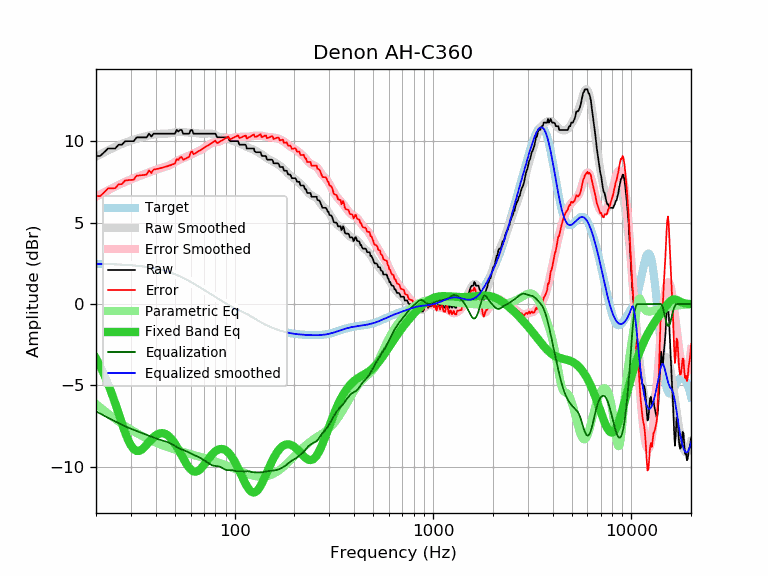 Denon AH-C360
Amplitude (dBr)
10
5
0
−5
−10
Target
Raw Smoothed
Error Smoothed
Raw
Error
Parametric Eq
Fixed Band Eq
Equalization
Equalized smoothed
100
1000
10000
Frequency (Hz)